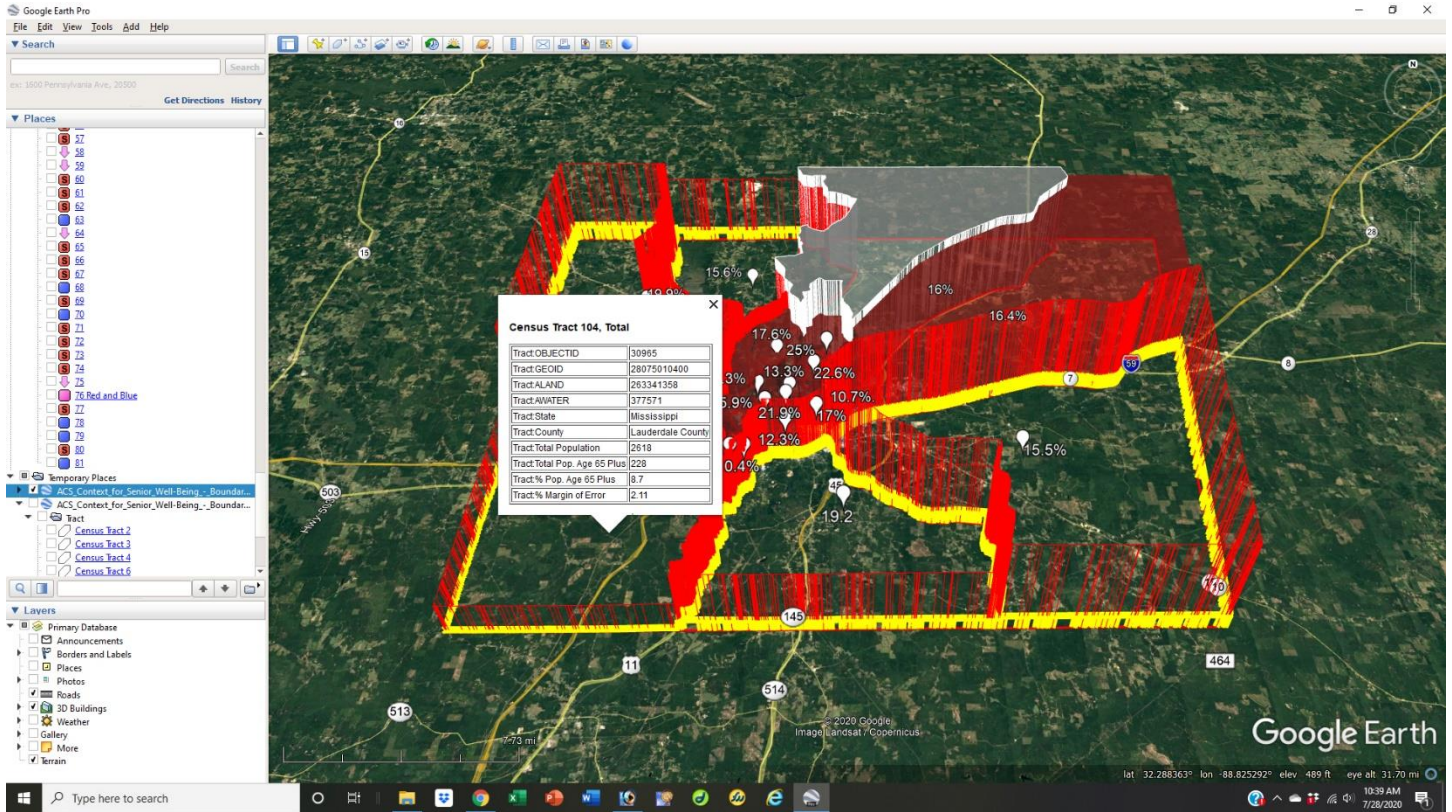 Google Earth Pro
File Edit View Tools Add Help
Search
Search
ex: 1600 Pennsylvania Ave, 20500
Get Directions History
Places
57
58
59
60
61
62
63
64
65
66
67
68
69
70
71
72
73
74
75
76 Red and Blue
77
78
79
80
81
Temporary Places
ACS_Context_for_Senior_Well-Being_-_Boundar...
ACS_Context_for_Senior_Well-Being_-_Boundar...
Tract
Census Tract 2
Census Tract 3
Census Tract 4
Census Tract 6
Layers
Primary Database
Announcements
Borders and Labels
Places
Photos
Roads
3D Buildings
Weather
Gallery
More
Terrain
N
16
15
28
15.6%
19.9%
16%
16.4%
17.6%
25%
59
8
7
.3%
13.3%
22.6%
5.9%
10.7%
21.9%
17%
12.3%
15.5%
0.4%
503
45
19.2
145
10
11
464
514
513
Census Tract 104, Total
Tract:OBJECTID 30965
Tract:GEOID 28075010400
Tract:ALAND 263341358
Tract:AWATER 377571
Tract:State Mississippi
Tract:County Lauderdale County
Tract:Total Population 2618
Tract:Total Pop. Age 65 Plus 228
Tract:% Pop. Age 65 Plus 8.7
Tract:% Margin of Error 2.11
7.73 mi
© 2020 Google
Image Landsat / Copernicus
Google Earth
lat 32.288363° lon -88.825292° elev 489 ft eye alt 31.70 mi
Type here to search
10:39 AM
7/28/2020